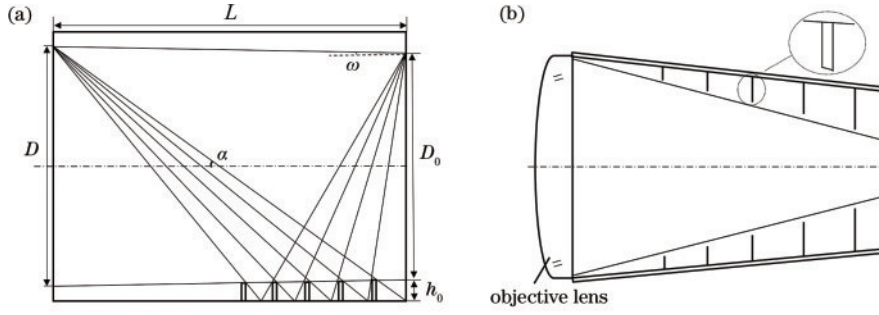 (a)
L
ω
D
α
D₀
h₀
(b)
objective lens